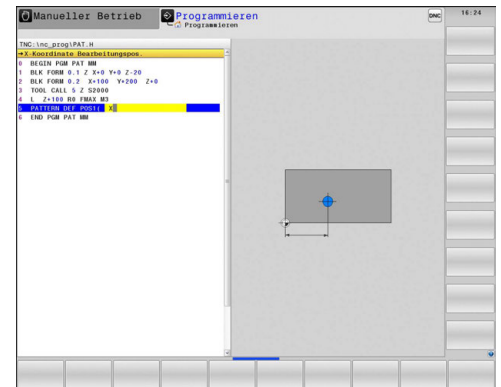 Manueller Betrieb
Programmieren
Programmieren
DNC
16:24
TNC:\nc_prog\PAT.H
→X-Koordinate Bearbeitungspos.
0 BEGIN PGM PAT MM
1 BLK FORM 0.1 Z X+0 Y+0 Z-20
2 BLK FORM 0.2 X+100 Y+200 Z+0
3 TOOL CALL 5 Z S2000
4 L Z+100 R0 FMAX M3
5 PATTERN DEF POS1( X
6 END PGM PAT MM